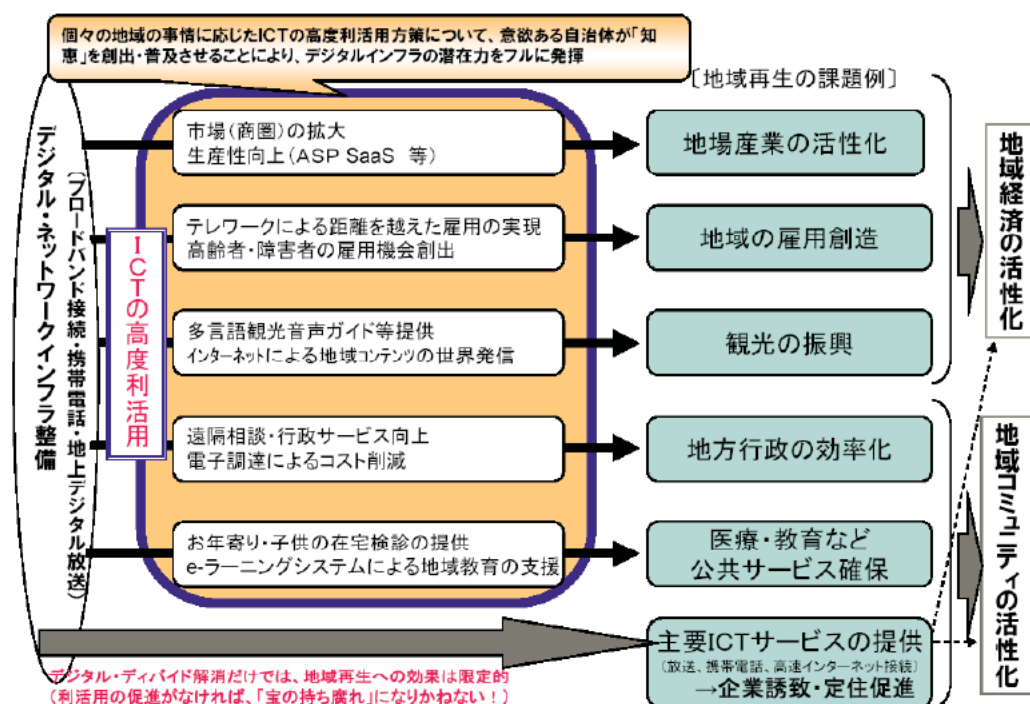 個々の地域の事情に応じたICTの高度利活用方策について、意欲ある自治体が「知
恵」を創出・普及させることにより、デジタルインフラの潜在力をフルに発揮
〔地域再生の課題例〕
デジタル・ネットワークインフラ整備
(ブロードバンド接続・携帯電話・地上デジタル放送)
ICTの高度利活用
市場(商圏)の拡大
生産性向上(ASP SaaS 等)
地場産業の活性化
テレワークによる距離を越えた雇用の実現
高齢者・障害者の雇用機会創出
地域の雇用創造
多言語観光音声ガイド等提供
インターネットによる地域コンテンツの世界発信
観光の振興
地域経済の活性化
遠隔相談・行政サービス向上
電子調達によるコスト削減
地方行政の効率化
お年寄り・子供の在宅検診の提供
e-ラーニングシステムによる地域教育の支援
医療・教育など
公共サービス確保
地域コミュニティの活性化
主要ICTサービスの提供
(放送、携帯電話、高速インターネット接続)
→企業誘致・定住促進
デジタル・ディバイド解消だけでは、地域再生への効果は限定的
(利活用の促進がなければ、「宝の持ち腐れ」になりかねない!)